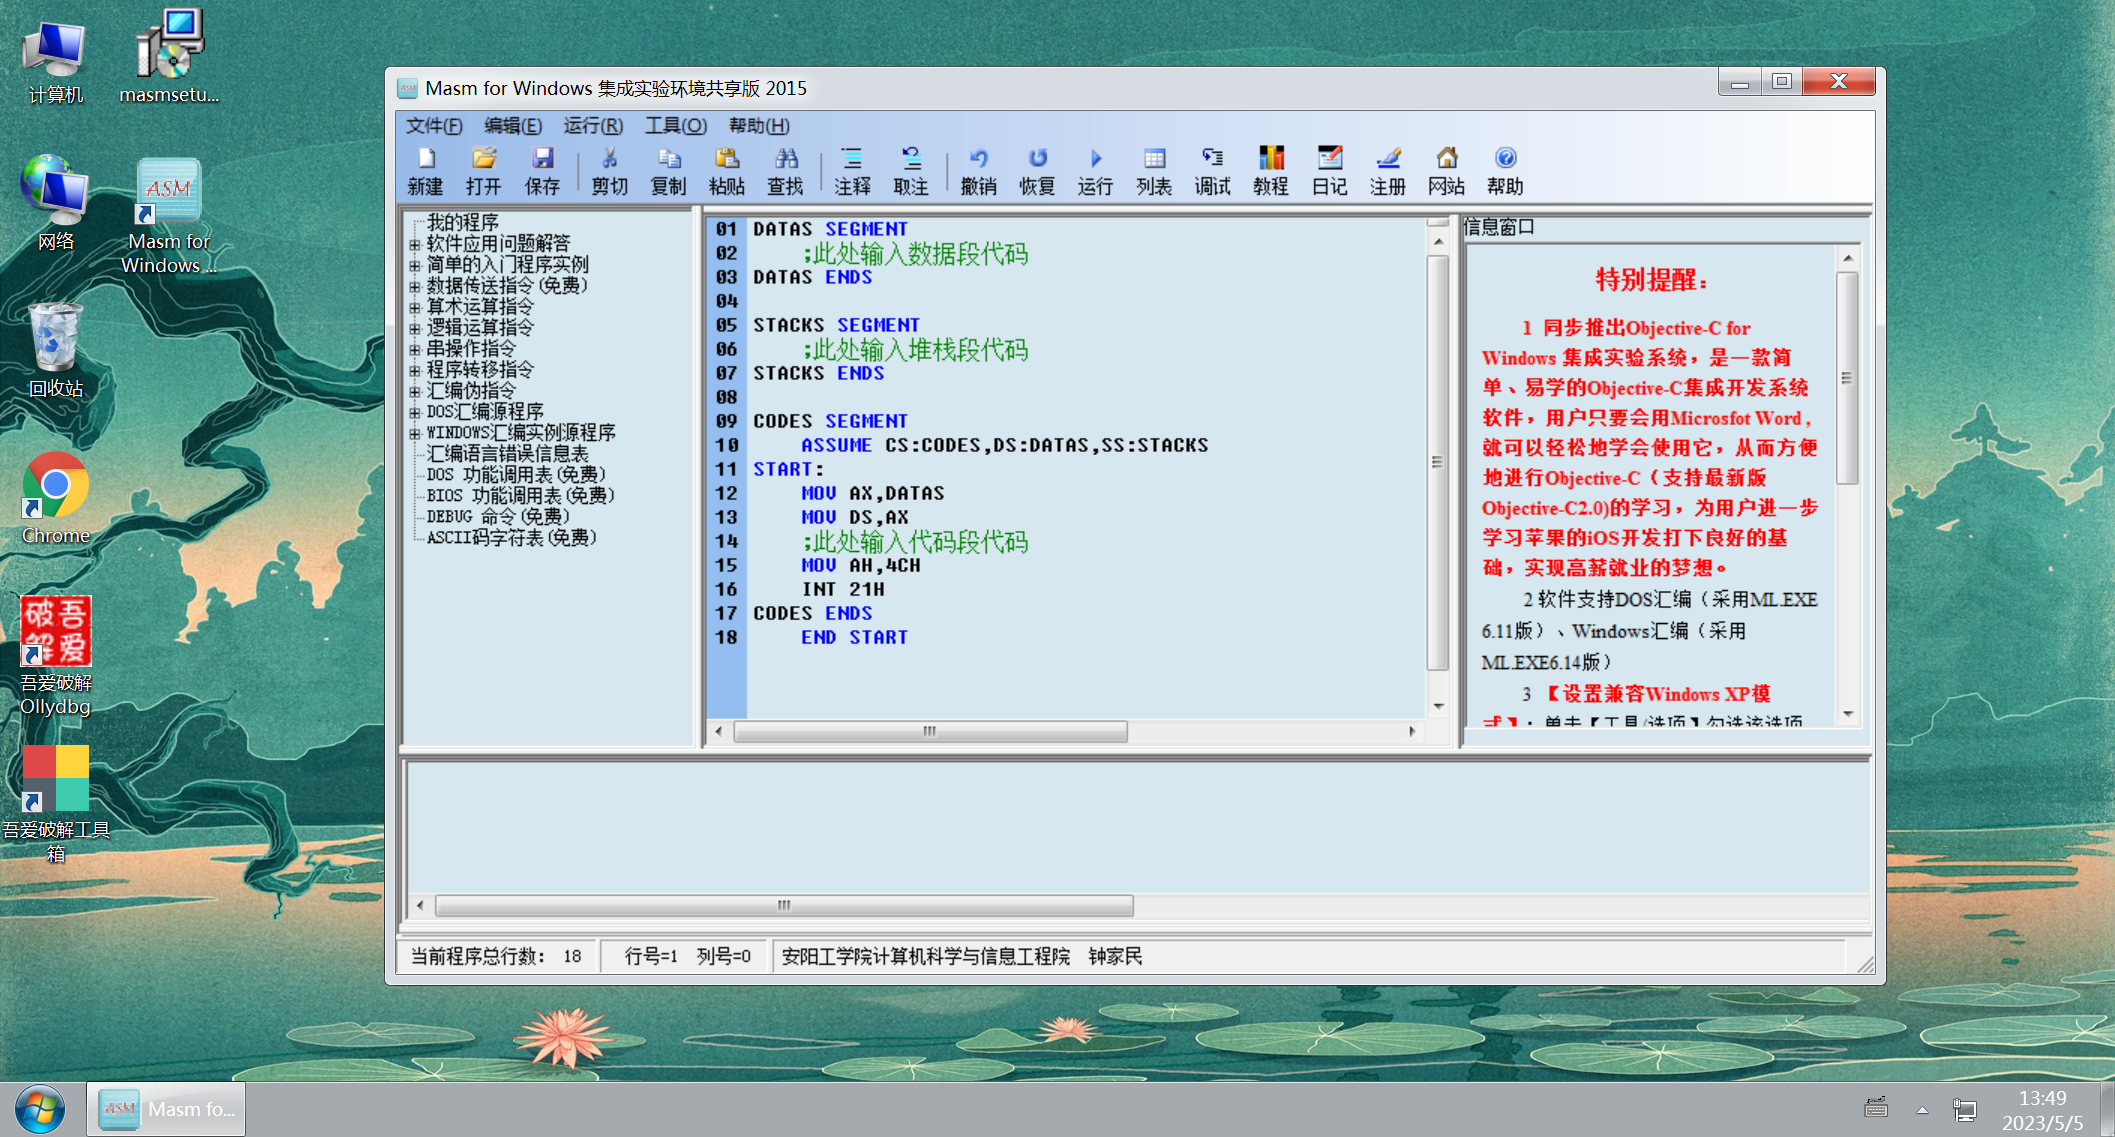 计算机
masmsetu...
网络
ASM
Masm for
Windows ...
回收站
Chrome
吾爱破解
吾爱破解
Ollydbg
吾爱破解工具
箱
Masm for Windows 集成实验环境共享版 2015
文件(F) 编辑(E) 运行(R) 工具(O) 帮助(H)
新建 打开 保存 剪切 复制 粘贴 查找 注释 取注 撤销 恢复 运行 列表 调试 教程 日记 注册 网站 帮助
我的程序
软件应用问题解答
简单的入门程序实例
数据传送指令(免费)
算术运算指令
逻辑运算指令
串操作指令
程序转移指令
汇编伪指令
DOS汇编源程序
WINDOWS汇编实例源程序
汇编语言错误信息表
DOS 功能调用表(免费)
BIOS 功能调用表(免费)
DEBUG 命令(免费)
ASCII码字符表(免费)
01 DATAS SEGMENT
02 ;此处输入数据段代码
03 DATAS ENDS
04
05 STACKS SEGMENT
06 ;此处输入堆栈段代码
07 STACKS ENDS
08
09 CODES SEGMENT
10 ASSUME CS:CODES,DS:DATAS,SS:STACKS
11 START:
12 MOV AX,DATAS
13 MOV DS,AX
14 ;此处输入代码段代码
15 MOV AH,4CH
16 INT 21H
17 CODES ENDS
18 END START
信息窗口
特别提醒：
1 同步推出Objective-C for
Windows 集成实验系统，是一款简
单、易学的Objective-C集成开发系统
软件，用户只要会用Microsfot Word，
就可以轻松地学会使用它，从而方便
地进行Objective-C（支持最新版
Objective-C2.0)的学习，为用户进一步
学习苹果的iOS开发打下良好的基
础，实现高薪就业的梦想。
2 软件支持DOS汇编（采用ML.EXE
6.11版）、Windows汇编（采用
ML.EXE6.14版）
3 【设置兼容Windows XP模
式】：单击【工具/选项】勾选该选项
当前程序总行数： 18 行号=1 列号=0 安阳工学院计算机科学与信息工程院 钟家民
ASM Masm fo...
13:49
2023/5/5